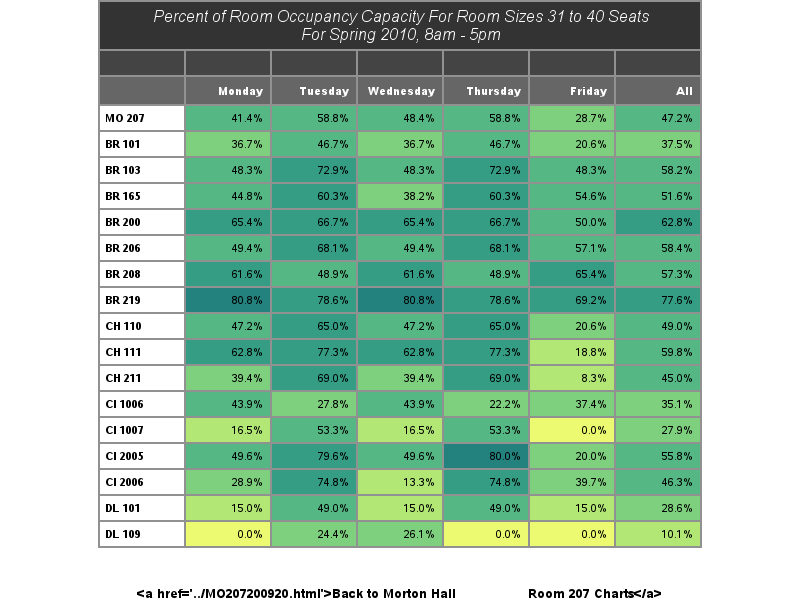 Percent of Room Occupancy Capacity For Room Sizes 31 to 40 Seats
For Spring 2010, 8am - 5pm
Monday Tuesday Wednesday Thursday Friday All
MO 207 41.4% 58.8% 48.4% 58.8% 28.7% 47.2%
BR 101 36.7% 46.7% 36.7% 46.7% 20.6% 37.5%
BR 103 48.3% 72.9% 48.3% 72.9% 48.3% 58.2%
BR 165 44.8% 60.3% 38.2% 60.3% 54.6% 51.6%
BR 200 65.4% 66.7% 65.4% 66.7% 50.0% 62.8%
BR 206 49.4% 68.1% 49.4% 68.1% 57.1% 58.4%
BR 208 61.6% 48.9% 61.6% 48.9% 65.4% 57.3%
BR 219 80.8% 78.6% 80.8% 78.6% 69.2% 77.6%
CH 110 47.2% 65.0% 47.2% 65.0% 20.6% 49.0%
CH 111 62.8% 77.3% 62.8% 77.3% 18.8% 59.8%
CH 211 39.4% 69.0% 39.4% 69.0% 8.3% 45.0%
CI 1006 43.9% 27.8% 43.9% 22.2% 37.4% 35.1%
CI 1007 16.5% 53.3% 16.5% 53.3% 0.0% 27.9%
CI 2005 49.6% 79.6% 49.6% 80.0% 20.0% 55.8%
CI 2006 28.9% 74.8% 13.3% 74.8% 39.7% 46.3%
DL 101 15.0% 49.0% 15.0% 49.0% 15.0% 28.6%
DL 109 0.0% 24.4% 26.1% 0.0% 0.0% 10.1%
<a href='../MO207200920.html'>Back to Morton Hall Room 207 Charts</a>